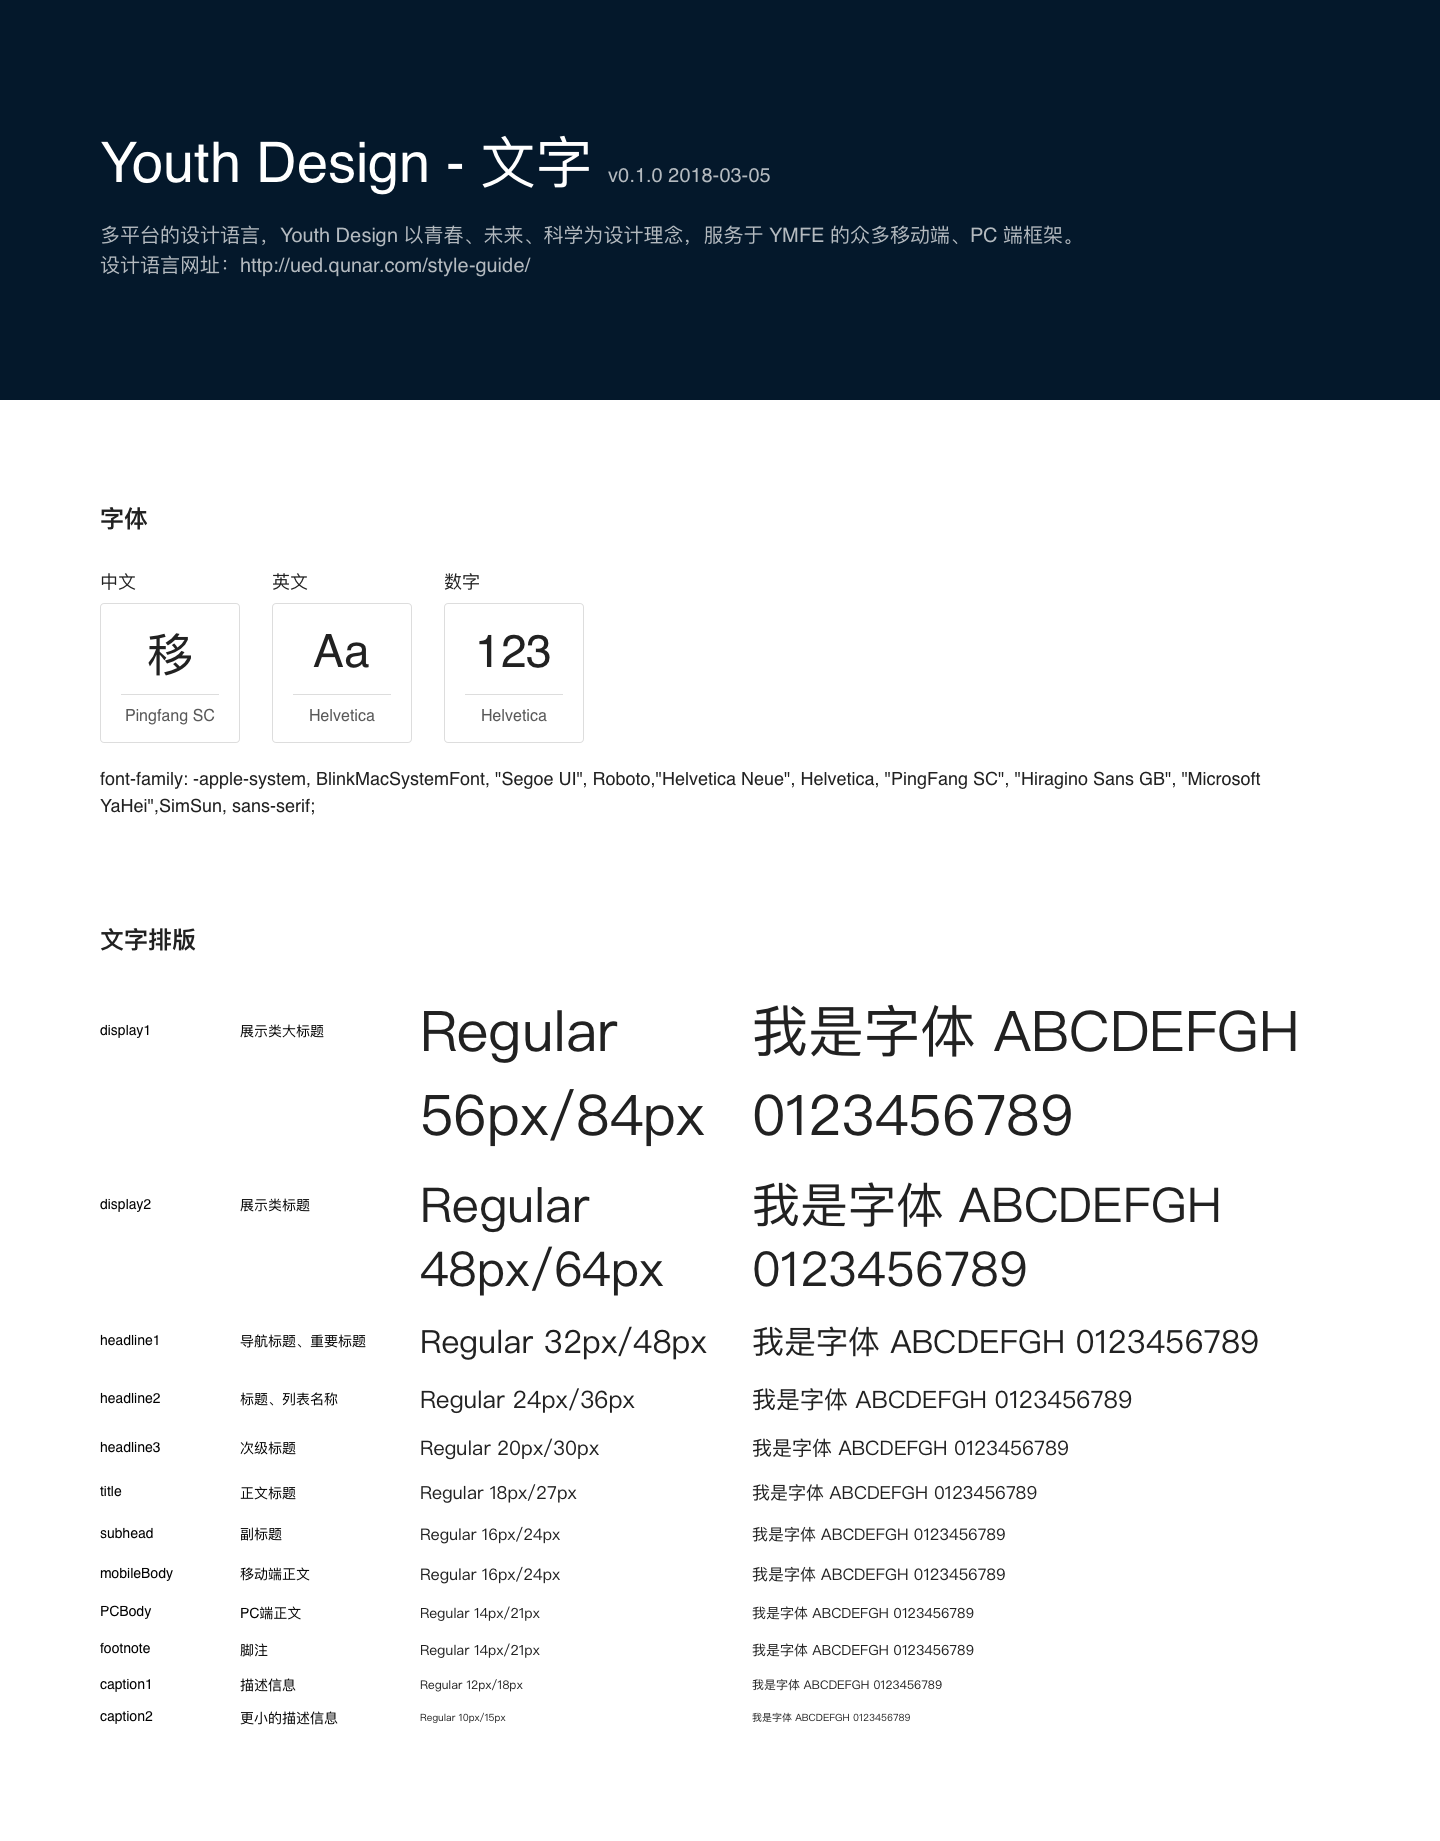 Youth Design - 文字 v0.1.0 2018-03-05
多平台的设计语言，Youth Design 以青春、未来、科学为设计理念，服务于 YMFE 的众多移动端、PC 端框架。
设计语言网址：http://ued.qunar.com/style-guide/
字体
中文 英文 数字
移 Aa 123
Pingfang SC Helvetica Helvetica
font-family: -apple-system, BlinkMacSystemFont, "Segoe UI", Roboto,"Helvetica Neue", Helvetica, "PingFang SC", "Hiragino Sans GB", "Microsoft
YaHei",SimSun, sans-serif;
文字排版
display1 展示类大标题 Regular 我是字体 ABCDEFGH
56px/84px 0123456789
display2 展示类标题 Regular 我是字体 ABCDEFGH
48px/64px 0123456789
headline1 导航标题、重要标题 Regular 32px/48px 我是字体 ABCDEFGH 0123456789
headline2 标题、列表名称 Regular 24px/36px 我是字体 ABCDEFGH 0123456789
headline3 次级标题 Regular 20px/30px 我是字体 ABCDEFGH 0123456789
title 正文标题 Regular 18px/27px 我是字体 ABCDEFGH 0123456789
subhead 副标题 Regular 16px/24px 我是字体 ABCDEFGH 0123456789
mobileBody 移动端正文 Regular 16px/24px 我是字体 ABCDEFGH 0123456789
PCBody PC端正文 Regular 14px/21px 我是字体 ABCDEFGH 0123456789
footnote 脚注 Regular 14px/21px 我是字体 ABCDEFGH 0123456789
caption1 描述信息 Regular 12px/18px 我是字体 ABCDEFGH 0123456789
caption2 更小的描述信息 Regular 10px/15px 我是字体 ABCDEFGH 0123456789